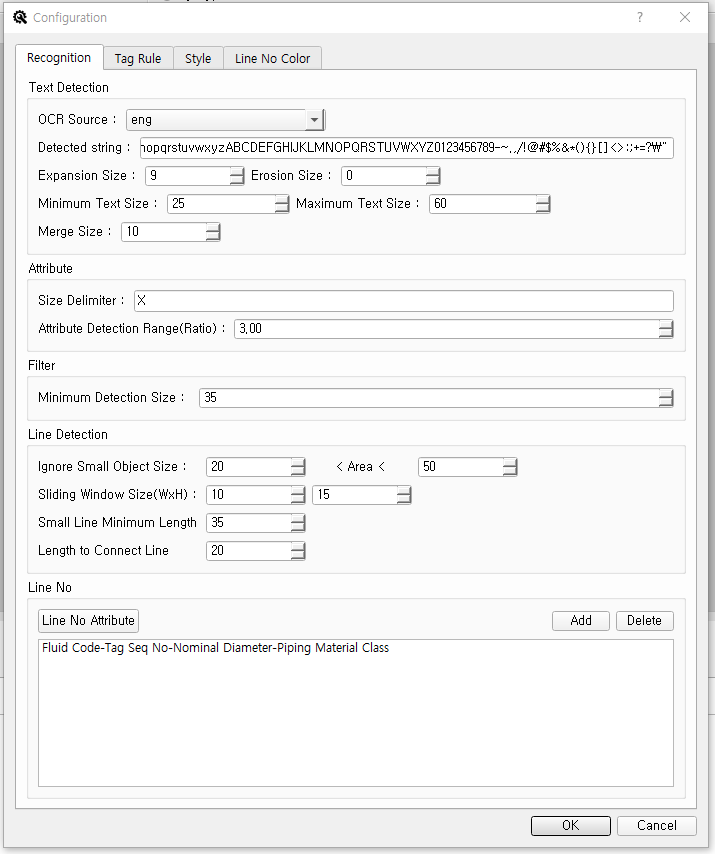 Configuration
Recognition Tag Rule Style Line No Color
Text Detection
OCR Source : eng
Detected string : nopqrstuvwxyzABCDEFGHIJKLMNOPQRSTUVWXYZ0123456789-~.,/!@#$%&*(){}[]<>:;+=?₩"
Expansion Size : 9 Erosion Size : 0
Minimum Text Size : 25 Maximum Text Size : 60
Merge Size : 10
Attribute
Size Delimiter : X
Attribute Detection Range(Ratio) : 3,00
Filter
Minimum Detection Size : 35
Line Detection
Ignore Small Object Size : 20 < Area < 50
Sliding Window Size(WxH) : 10 15
Small Line Minimum Length 35
Length to Connect Line 20
Line No
Line No Attribute Add Delete
Fluid Code-Tag Seq No-Nominal Diameter-Piping Material Class
OK Cancel